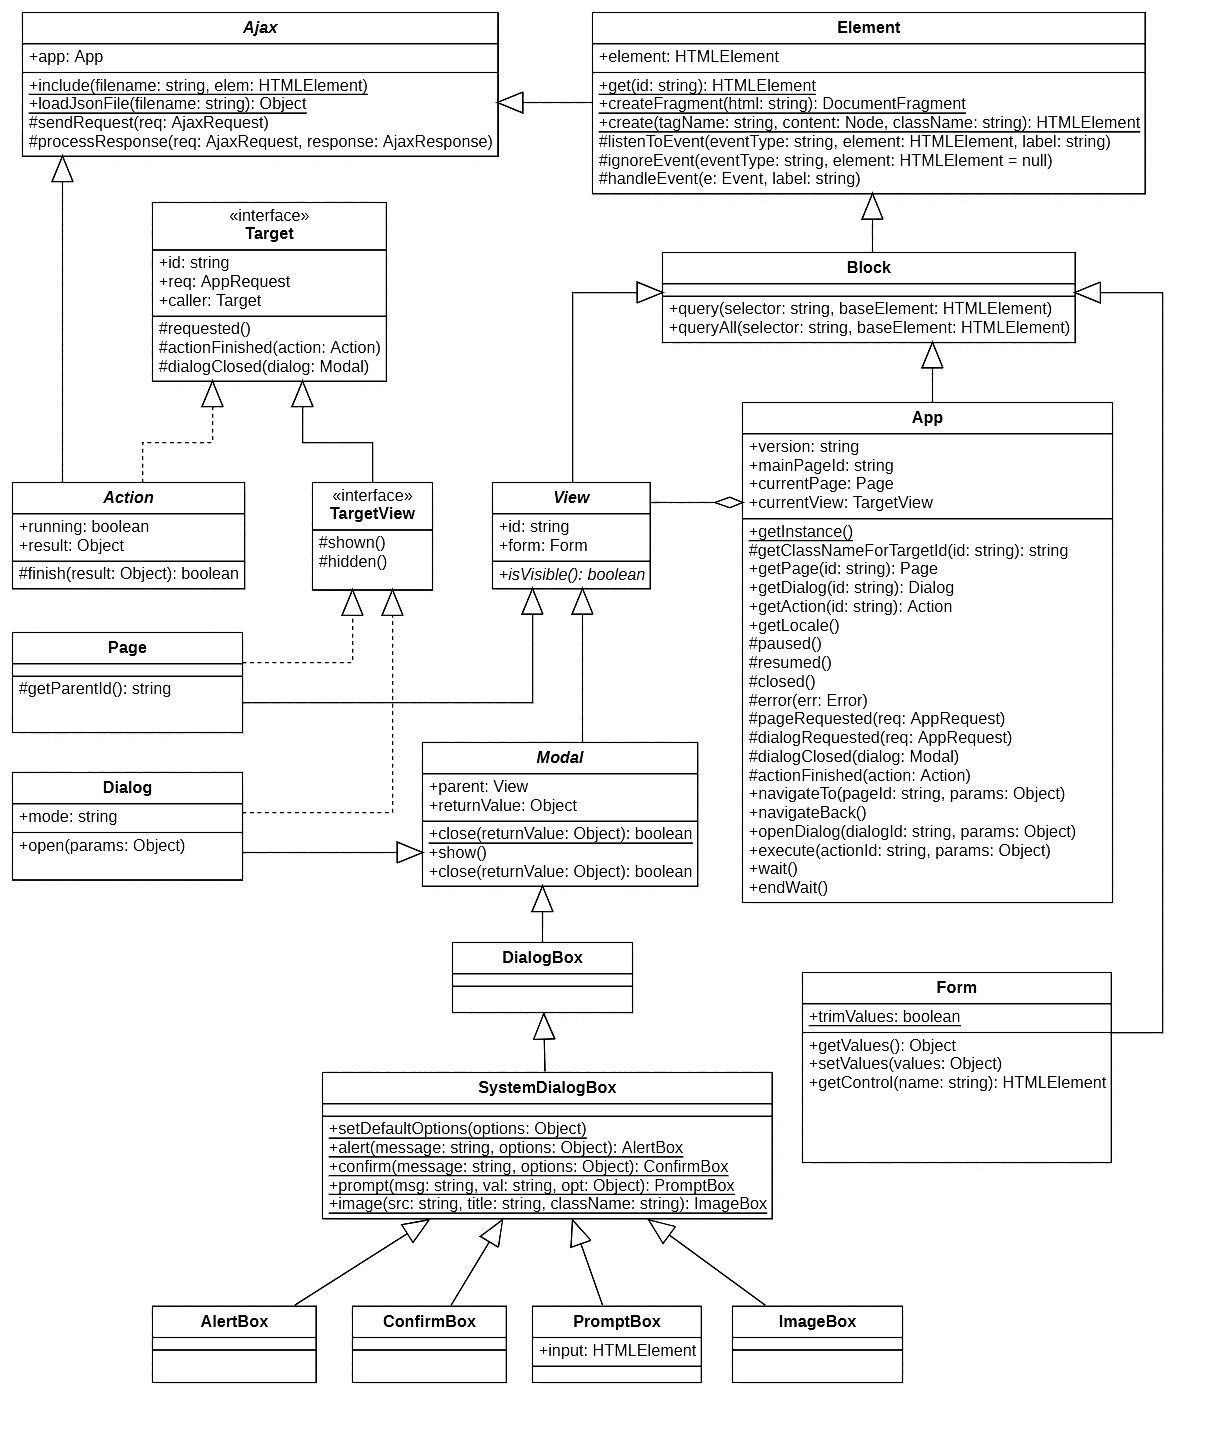 Ajax
+app: App
+include(filename: string, elem: HTMLElement)
+loadJsonFile(filename: string): Object
#sendRequest(req: AjaxRequest)
#processResponse(req: AjaxRequest, response: AjaxResponse)
Element
+element: HTMLElement
+get(id: string): HTMLElement
+createFragment(html: string): DocumentFragment
+create(tagName: string, content: Node, className: string): HTMLElement
#listenToEvent(eventType: string, element: HTMLElement, label: string)
#ignoreEvent(eventType: string, element: HTMLElement = null)
#handleEvent(e: Event, label: string)
«interface»
Target
+id: string
+req: AppRequest
+caller: Target
#requested()
#actionFinished(action: Action)
#dialogClosed(dialog: Modal)
Block
+query(selector: string, baseElement: HTMLElement)
+queryAll(selector: string, baseElement: HTMLElement)
Action
+running: boolean
+result: Object
#finish(result: Object): boolean
«interface»
TargetView
#shown()
#hidden()
View
+id: string
+form: Form
+isVisible(): boolean
App
+version: string
+mainPageId: string
+currentPage: Page
+currentView: TargetView
+getInstance()
#getClassNameForTargetId(id: string): string
+getPage(id: string): Page
+getDialog(id: string): Dialog
+getAction(id: string): Action
+getLocale()
#paused()
#resumed()
#closed()
#error(err: Error)
#pageRequested(req: AppRequest)
#dialogRequested(req: AppRequest)
#dialogClosed(dialog: Modal)
#actionFinished(action: Action)
+navigateTo(pageId: string, params: Object)
+navigateBack()
+openDialog(dialogId: string, params: Object)
+execute(actionId: string, params: Object)
+wait()
+endWait()
Page
#getParentId(): string
Dialog
+mode: string
+open(params: Object)
Modal
+parent: View
+returnValue: Object
+close(returnValue: Object): boolean
+show()
+close(returnValue: Object): boolean
DialogBox
Form
+trimValues: boolean
+getValues(): Object
+setValues(values: Object)
+getControl(name: string): HTMLElement
SystemDialogBox
+setDefaultOptions(options: Object)
+alert(message: string, options: Object): AlertBox
+confirm(message: string, options: Object): ConfirmBox
+prompt(msg: string, val: string, opt: Object): PromptBox
+image(src: string, title: string, className: string): ImageBox
AlertBox
ConfirmBox
PromptBox
+input: HTMLElement
ImageBox